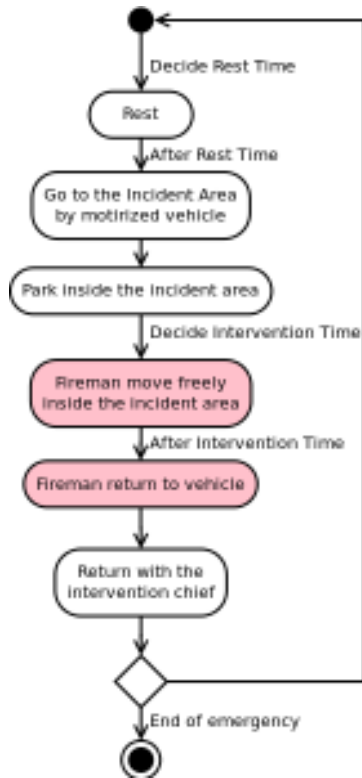 Decide Rest Time
Rest
After Rest Time
Go to the Incident Area
by motirized vehicle
Park inside the incident area
Decide Intervention Time
Fireman move freely
inside the incident area
After Intervention Time
Fireman return to vehicle
Return with the
intervention chief
End of emergency